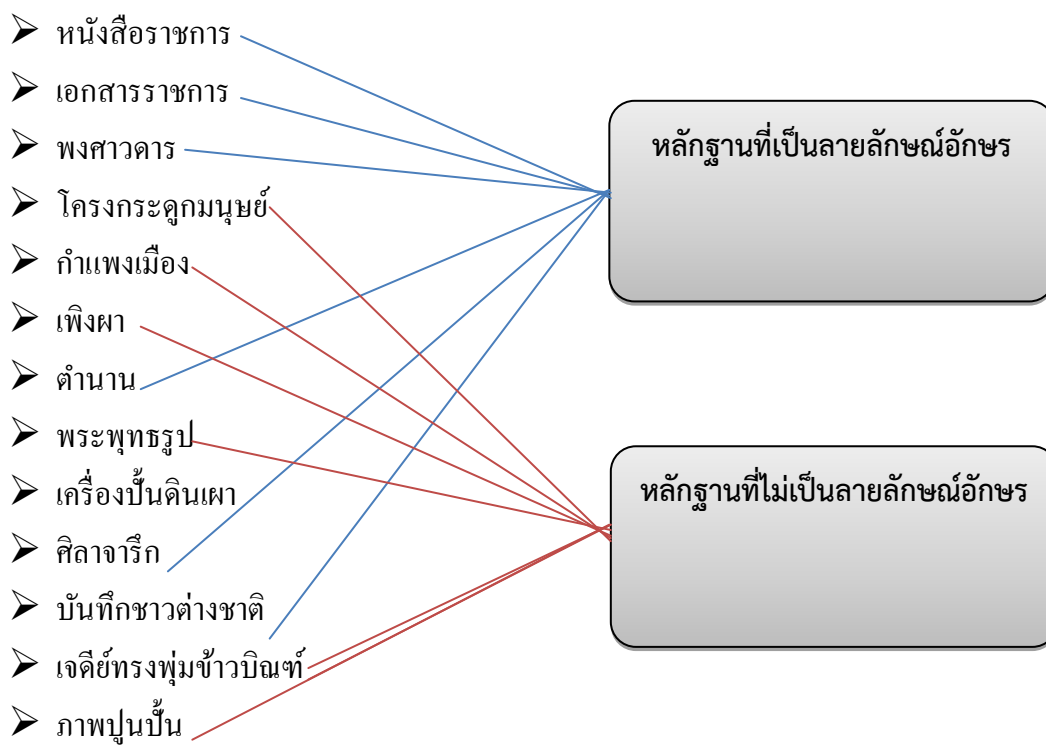 หนังสือราชการ
เอกสารราชการ
พงศาวดาร
โครงกระดูกมนุษย์
กำแพงเมือง
เพิงผา
ตำนาน
พระพุทธรูป
เครื่องปั้นดินเผา
ศิลาจารึก
บันทึกชาวต่างชาติ
เจดีย์ทรงพุ่มข้าวบิณฑ์
ภาพปูนปั้น
หลักฐานที่เป็นลายลักษณ์อักษร
หลักฐานที่ไม่เป็นลายลักษณ์อักษร